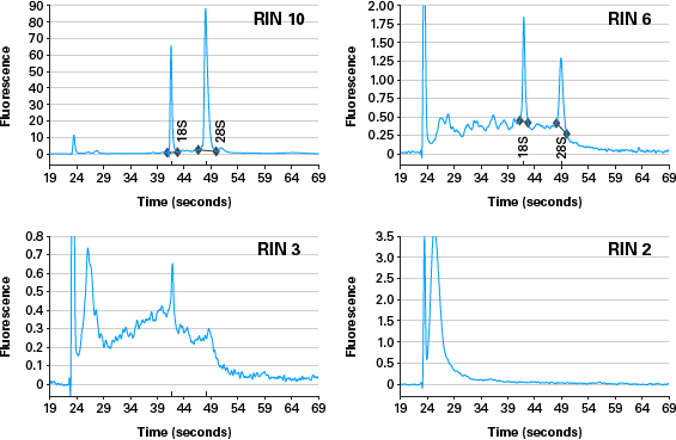 RIN 10
Fluorescence
90
80
70
60
50
40
30
20
10
0
18S
28S
19 24 29 34 39 44 49 54 59 64 69
Time (seconds)
RIN 6
Fluorescence
2.00
1.75
1.50
1.25
1.00
0.75
0.50
0.25
0
18S
28S
19 24 29 34 39 44 49 54 59 64 69
Time (seconds)
RIN 3
Fluorescence
0.8
0.7
0.6
0.5
0.4
0.3
0.2
0.1
0
19 24 29 34 39 44 49 54 59 64 69
Time (seconds)
RIN 2
Fluorescence
3.5
3.0
2.5
2.0
1.5
1.0
0.5
0
19 24 29 34 39 44 49 54 59 64 69
Time (seconds)